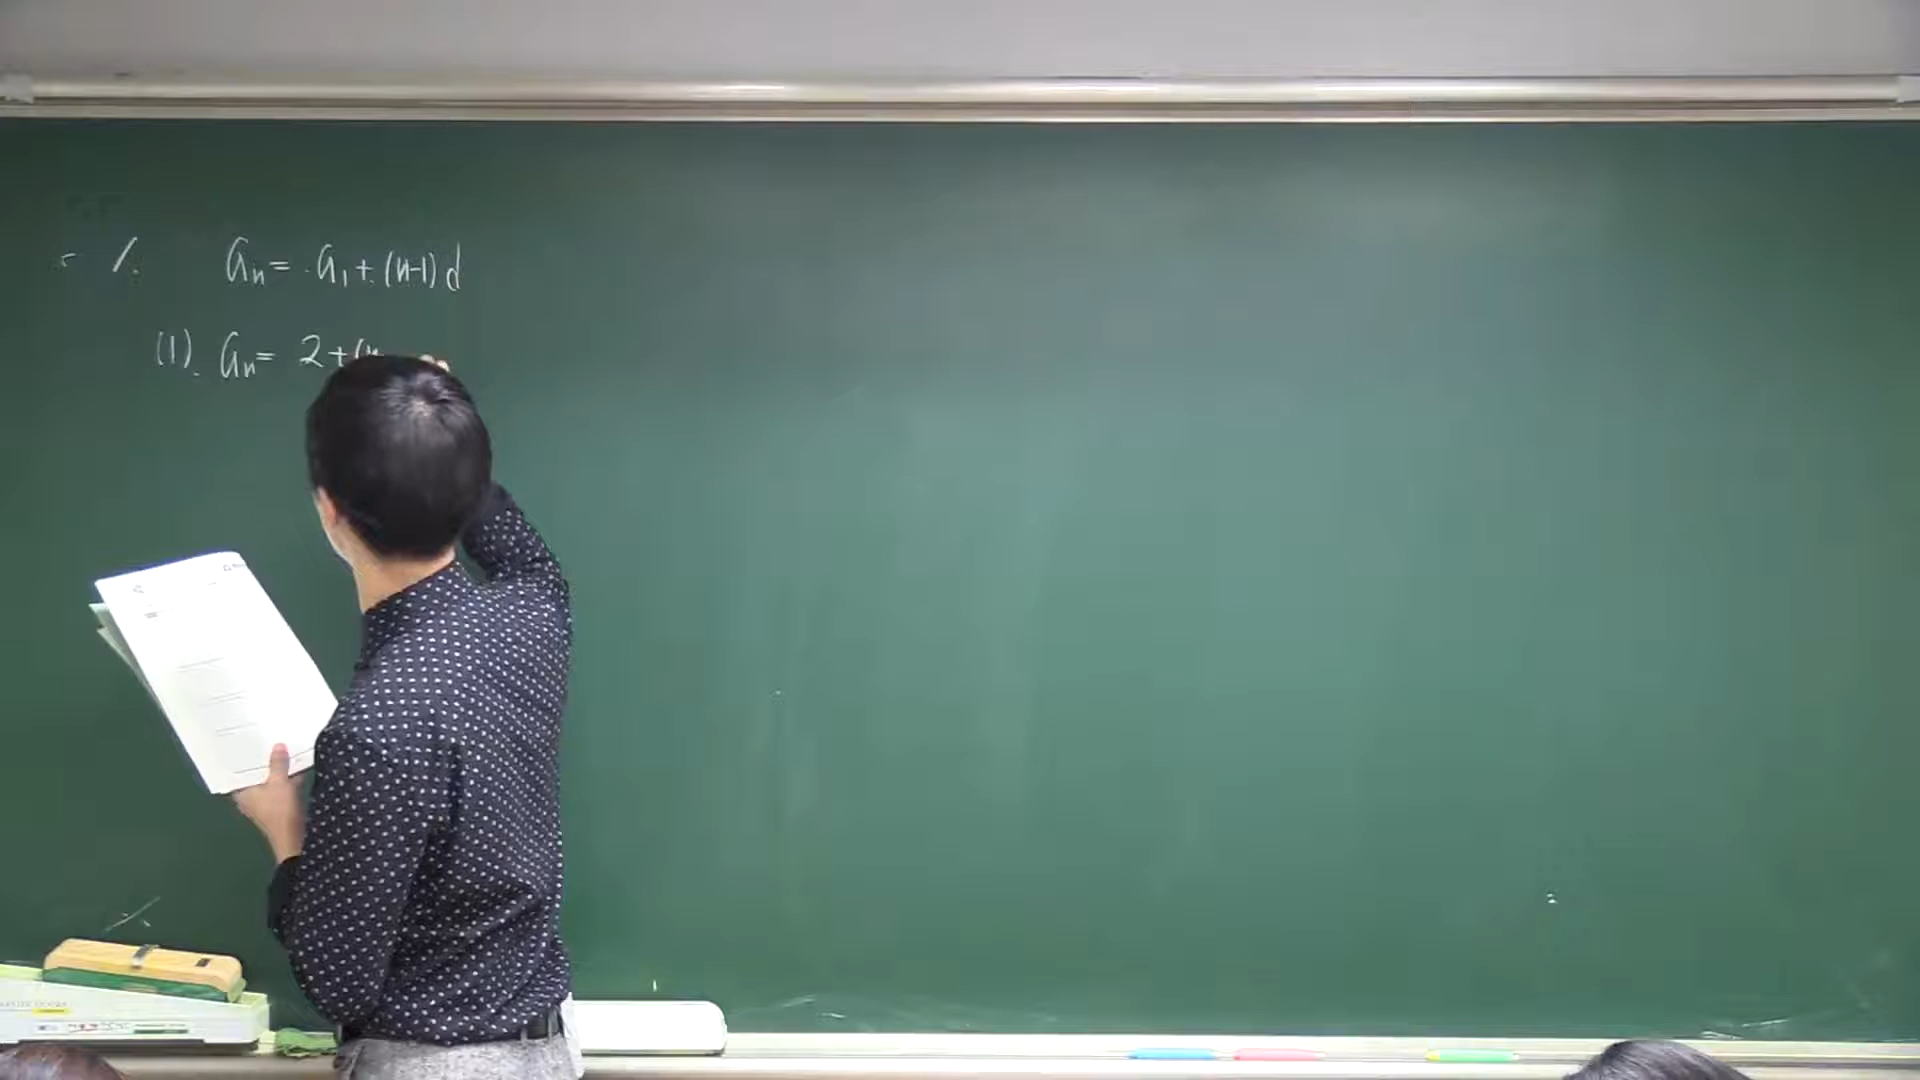 1. aₙ = a₁ + (n-1) d
(1). aₙ = 2 + (n